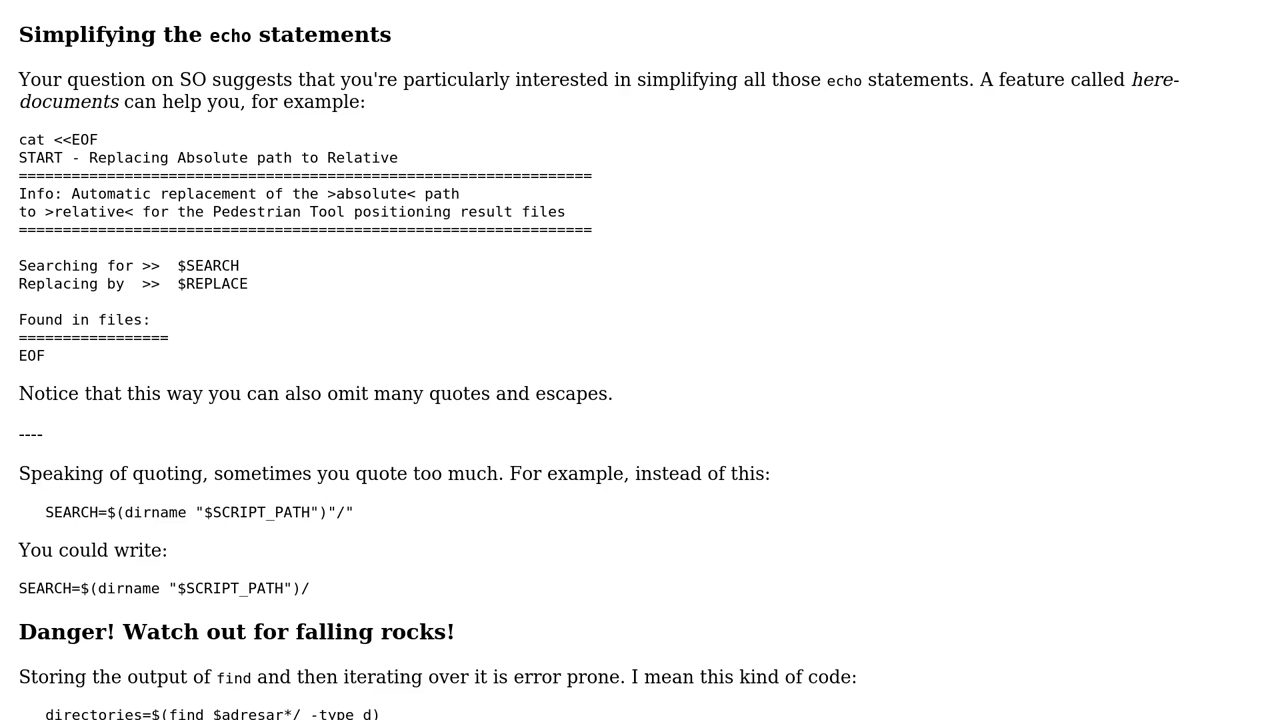 Simplifying the echo statements
Your question on SO suggests that you're particularly interested in simplifying all those echo statements. A feature called here-
documents can help you, for example:
cat <<EOF
START - Replacing Absolute path to Relative
=================================================================
Info: Automatic replacement of the >absolute< path
to >relative< for the Pedestrian Tool positioning result files
=================================================================
Searching for >>  $SEARCH
Replacing by  >>  $REPLACE
Found in files:
=================
EOF
Notice that this way you can also omit many quotes and escapes.
----
Speaking of quoting, sometimes you quote too much. For example, instead of this:
   SEARCH=$(dirname "$SCRIPT_PATH")"/"
You could write:
SEARCH=$(dirname "$SCRIPT_PATH")/
Danger! Watch out for falling rocks!
Storing the output of find and then iterating over it is error prone. I mean this kind of code:
   directories=$(find $adresar*/ -type d)